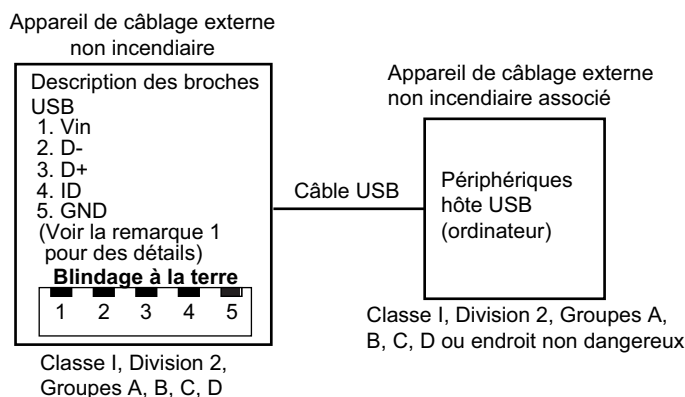 Appareil de câblage externe
non incendiaire
Description des broches
USB
1. Vin
2. D-
3. D+
4. ID
5. GND
(Voir la remarque 1
pour des détails)
Blindage à la terre
1 2 3 4 5
Classe I, Division 2,
Groupes A, B, C, D
Câble USB
Appareil de câblage externe
non incendiaire associé
Périphériques
hôte USB
(ordinateur)
Classe I, Division 2, Groupes A,
B, C, D ou endroit non dangereux